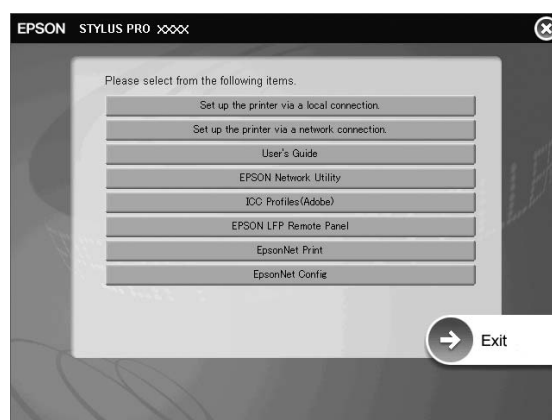 EPSON STYLUS PRO XXXX
Please select from the following items.
Set up the printer via a local connection.
Set up the printer via a network connection.
User's Guide
EPSON Network Utility
ICC Profiles(Adobe)
EPSON LFP Remote Panel
EpsonNet Print
EpsonNet Config
Exit